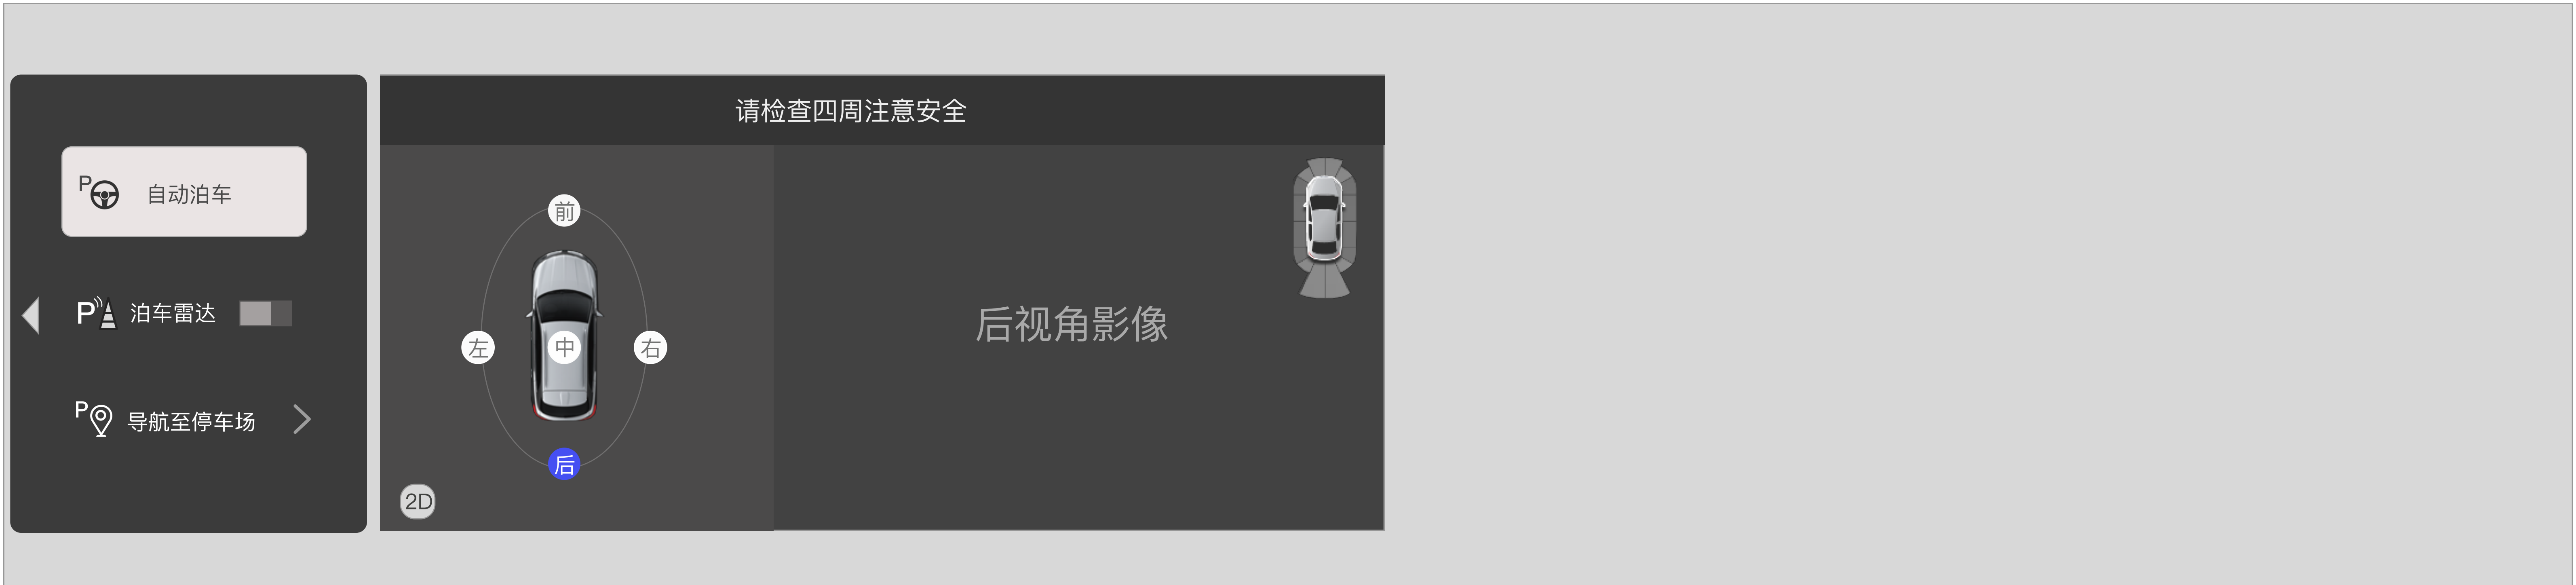 请检查四周注意安全
P 自动泊车
P 泊车雷达
P 导航至停车场
前
左 中 右
后
2D
后视角影像